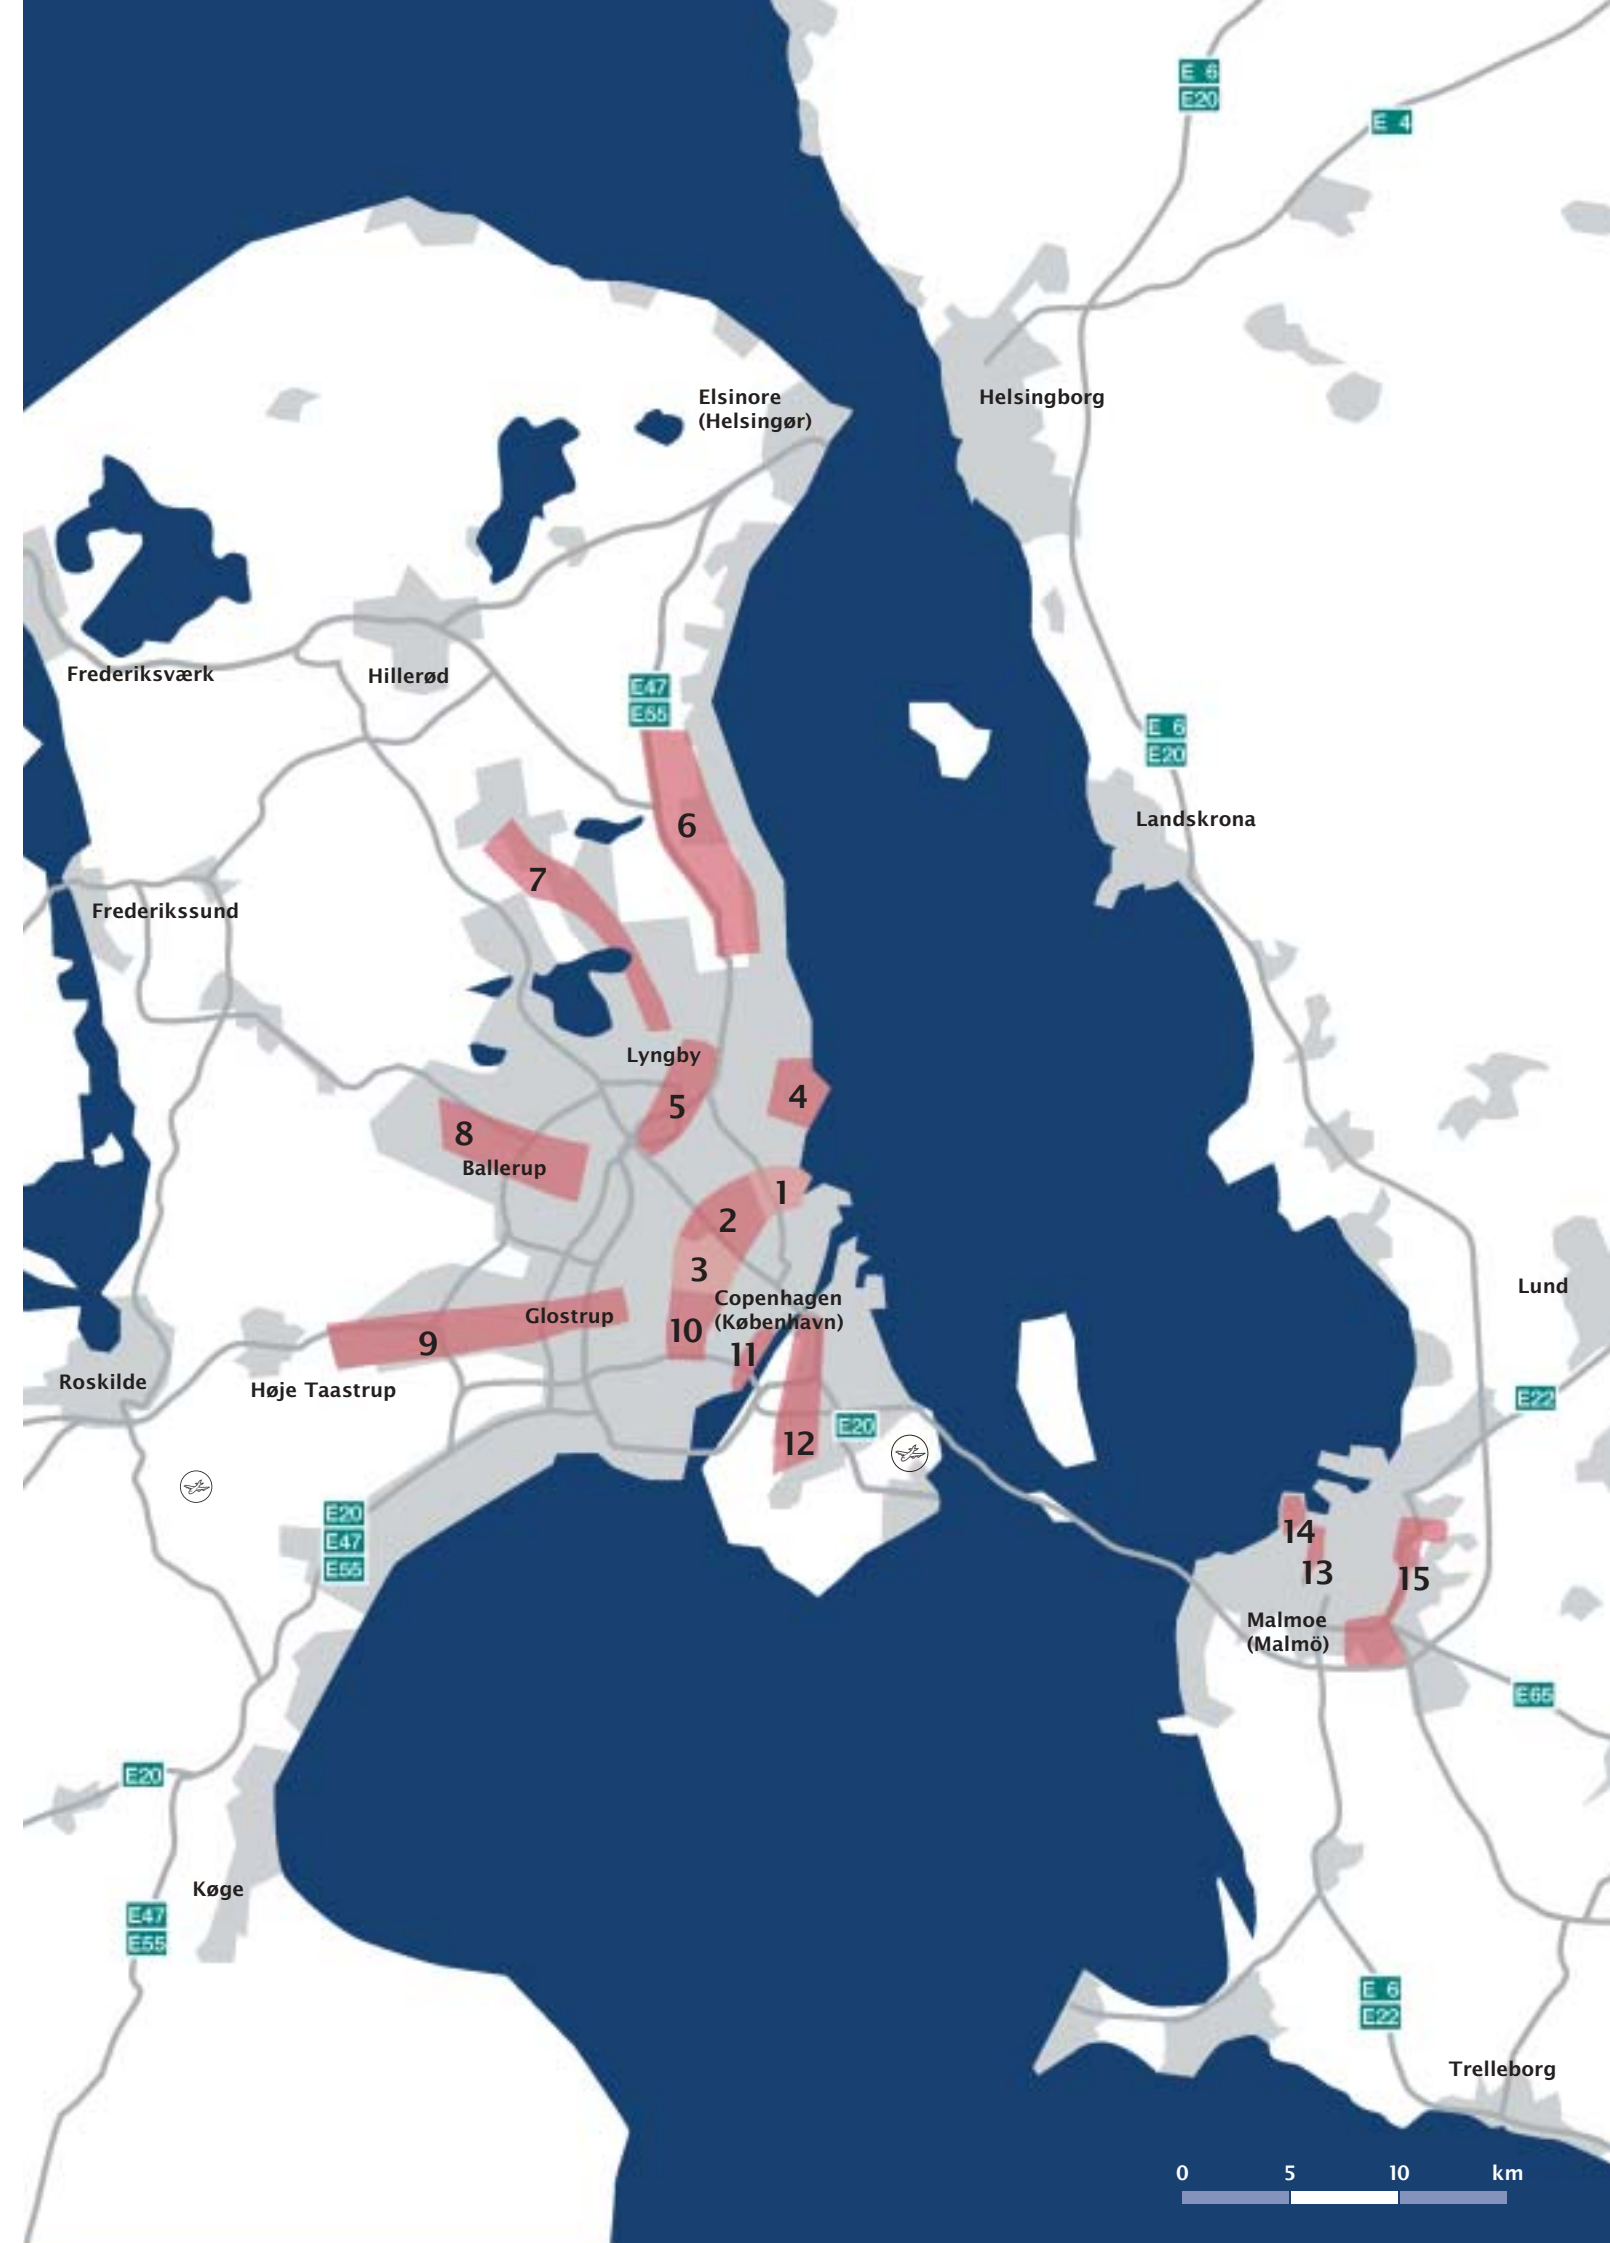 E 6
E20
E 4
Elsinore
(Helsingør)
Helsingborg
Frederiksværk
Hillerød
E47
E55
E 6
E20
Landskrona
6
7
Frederikssund
Lyngby
5
4
8
Ballerup
1
2
3
Copenhagen
(København)
Glostrup
10
11
9
Roskilde
Høje Taastrup
12
E20
Lund
E22
E20
E47
E55
14
13
15
Malmoe
(Malmö)
E65
E20
Køge
E47
E55
E 6
E22
Trelleborg
0 5 10 km